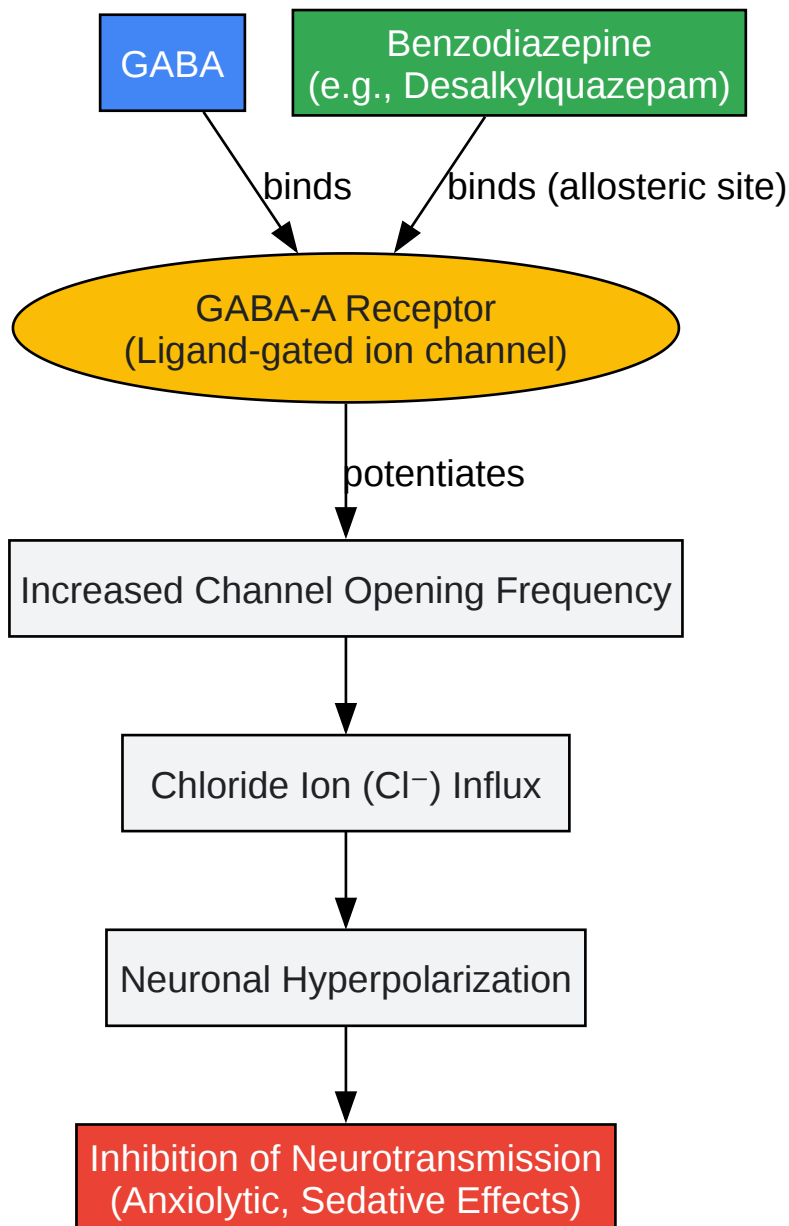 GABA
Benzodiazepine
(e.g., Desalkylquazepam)
binds
binds (allosteric site)
GABA-A Receptor
(Ligand-gated ion channel)
potentiates
Increased Channel Opening Frequency
Chloride Ion (Cl⁻) Influx
Neuronal Hyperpolarization
Inhibition of Neurotransmission
(Anxiolytic, Sedative Effects)